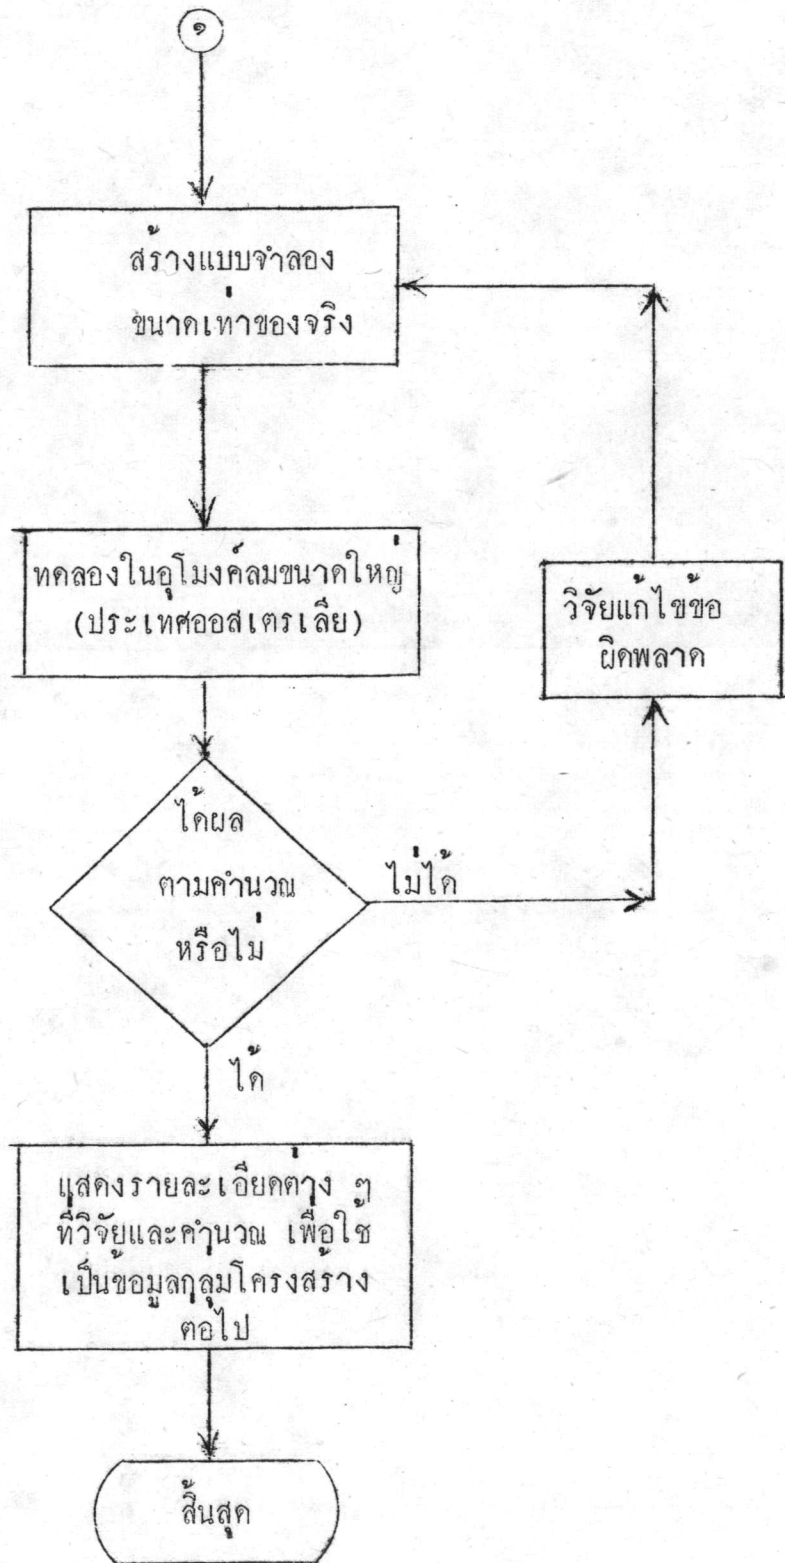 ๑
สร้างแบบจำลอง
ขนาดเท่าของจริง
ทดลองในอุโมงค์ลมขนาดใหญ่
(ประเทศออสเตรเลีย)
วิจัยแก้ไขข้อ
ผิดพลาด
ได้ผล
ตามคำนวณ
หรือไม่
ไม่ได้
ได้
แสดงรายละเอียดต่าง ๆ
ที่วิจัยและคำนวณ เพื่อใช้
เป็นข้อมูลกลุ่มโครงสร้าง
ต่อไป
สิ้นสุด